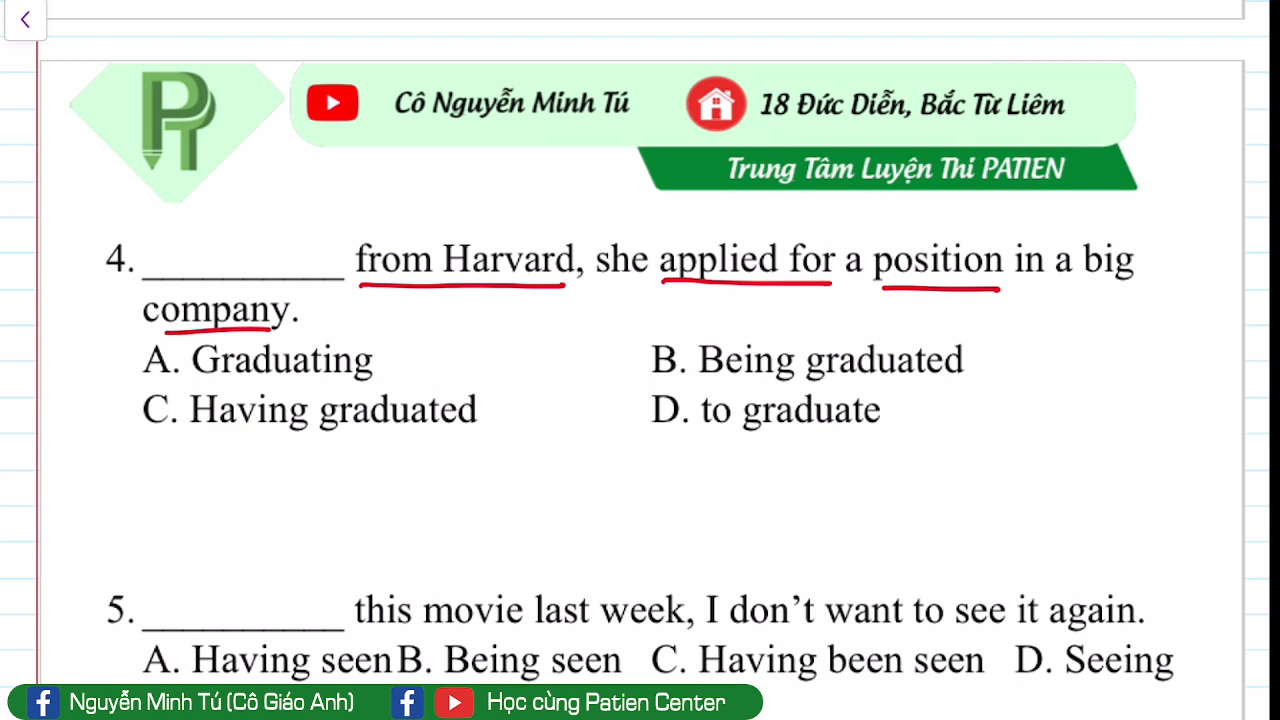 PT
Cô Nguyễn Minh Tú
18 Đức Diễn, Bắc Từ Liêm
Trung Tâm Luyện Thi PATIEN
4. __________ from Harvard, she applied for a position in a big
company.
A. Graduating B. Being graduated
C. Having graduated D. to graduate
5. __________ this movie last week, I don’t want to see it again.
A. Having seen B. Being seen C. Having been seen D. Seeing
Nguyễn Minh Tú (Cô Giáo Anh) Học cùng Patien Center